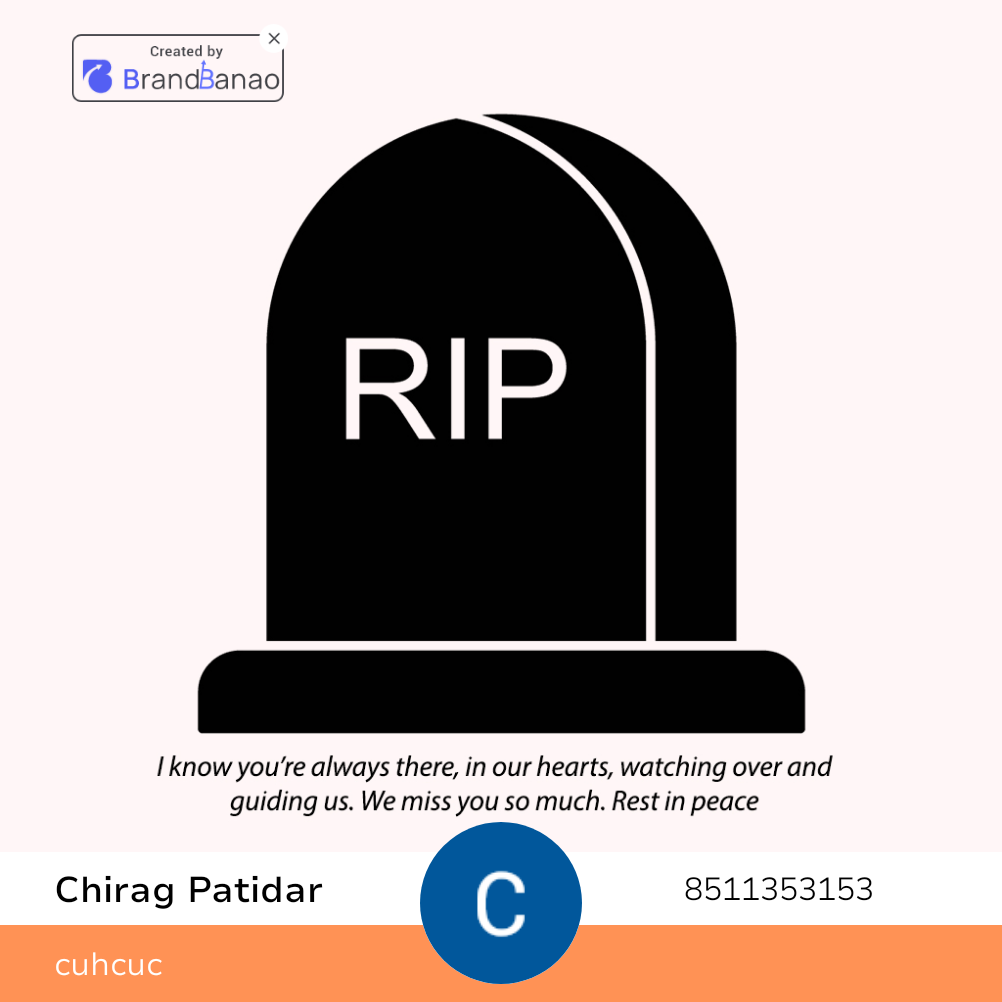 Created by
BrandBanao
RIP
I know you’re always there, in our hearts, watching over and
guiding us. We miss you so much. Rest in peace
Chirag Patidar
C
8511353153
cuhcuc